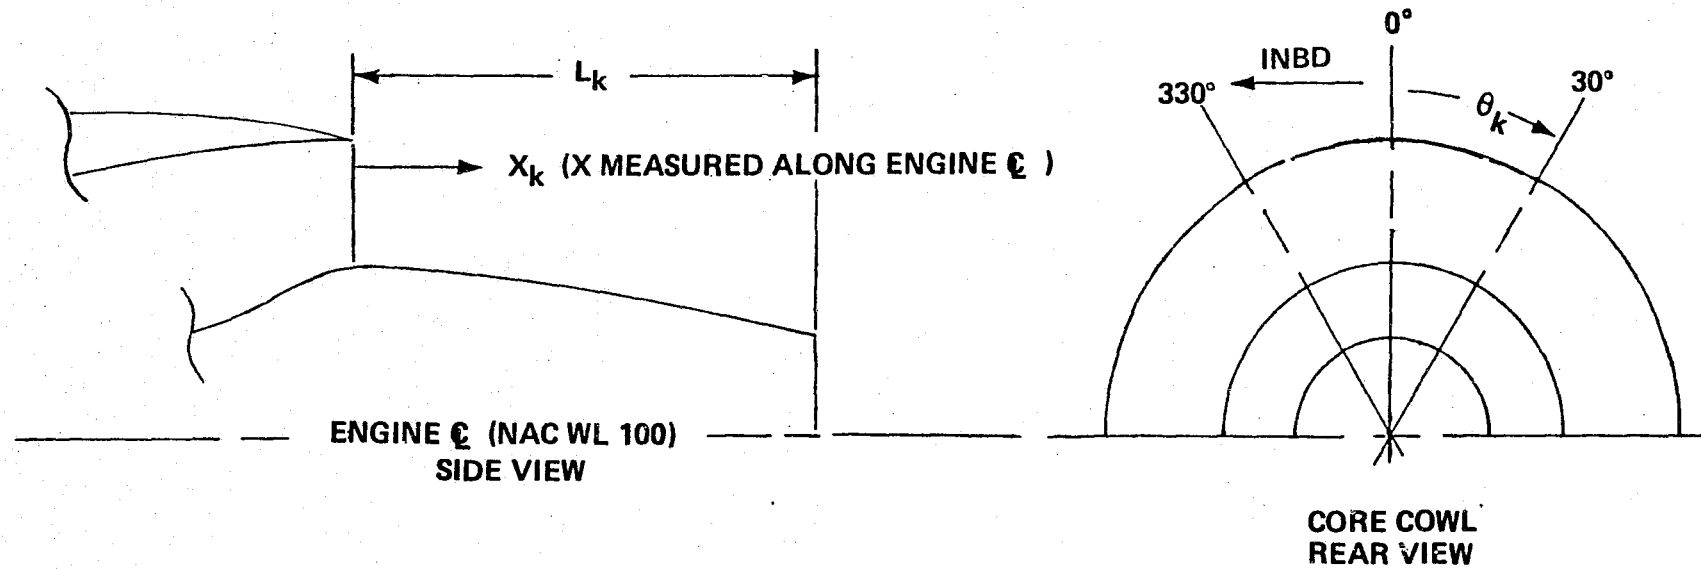 0°
INBD
330°
30°
θk
Lk
Xk (X MEASURED ALONG ENGINE ℄ )
ENGINE ℄ (NAC WL 100)
SIDE VIEW
CORE COWL
REAR VIEW